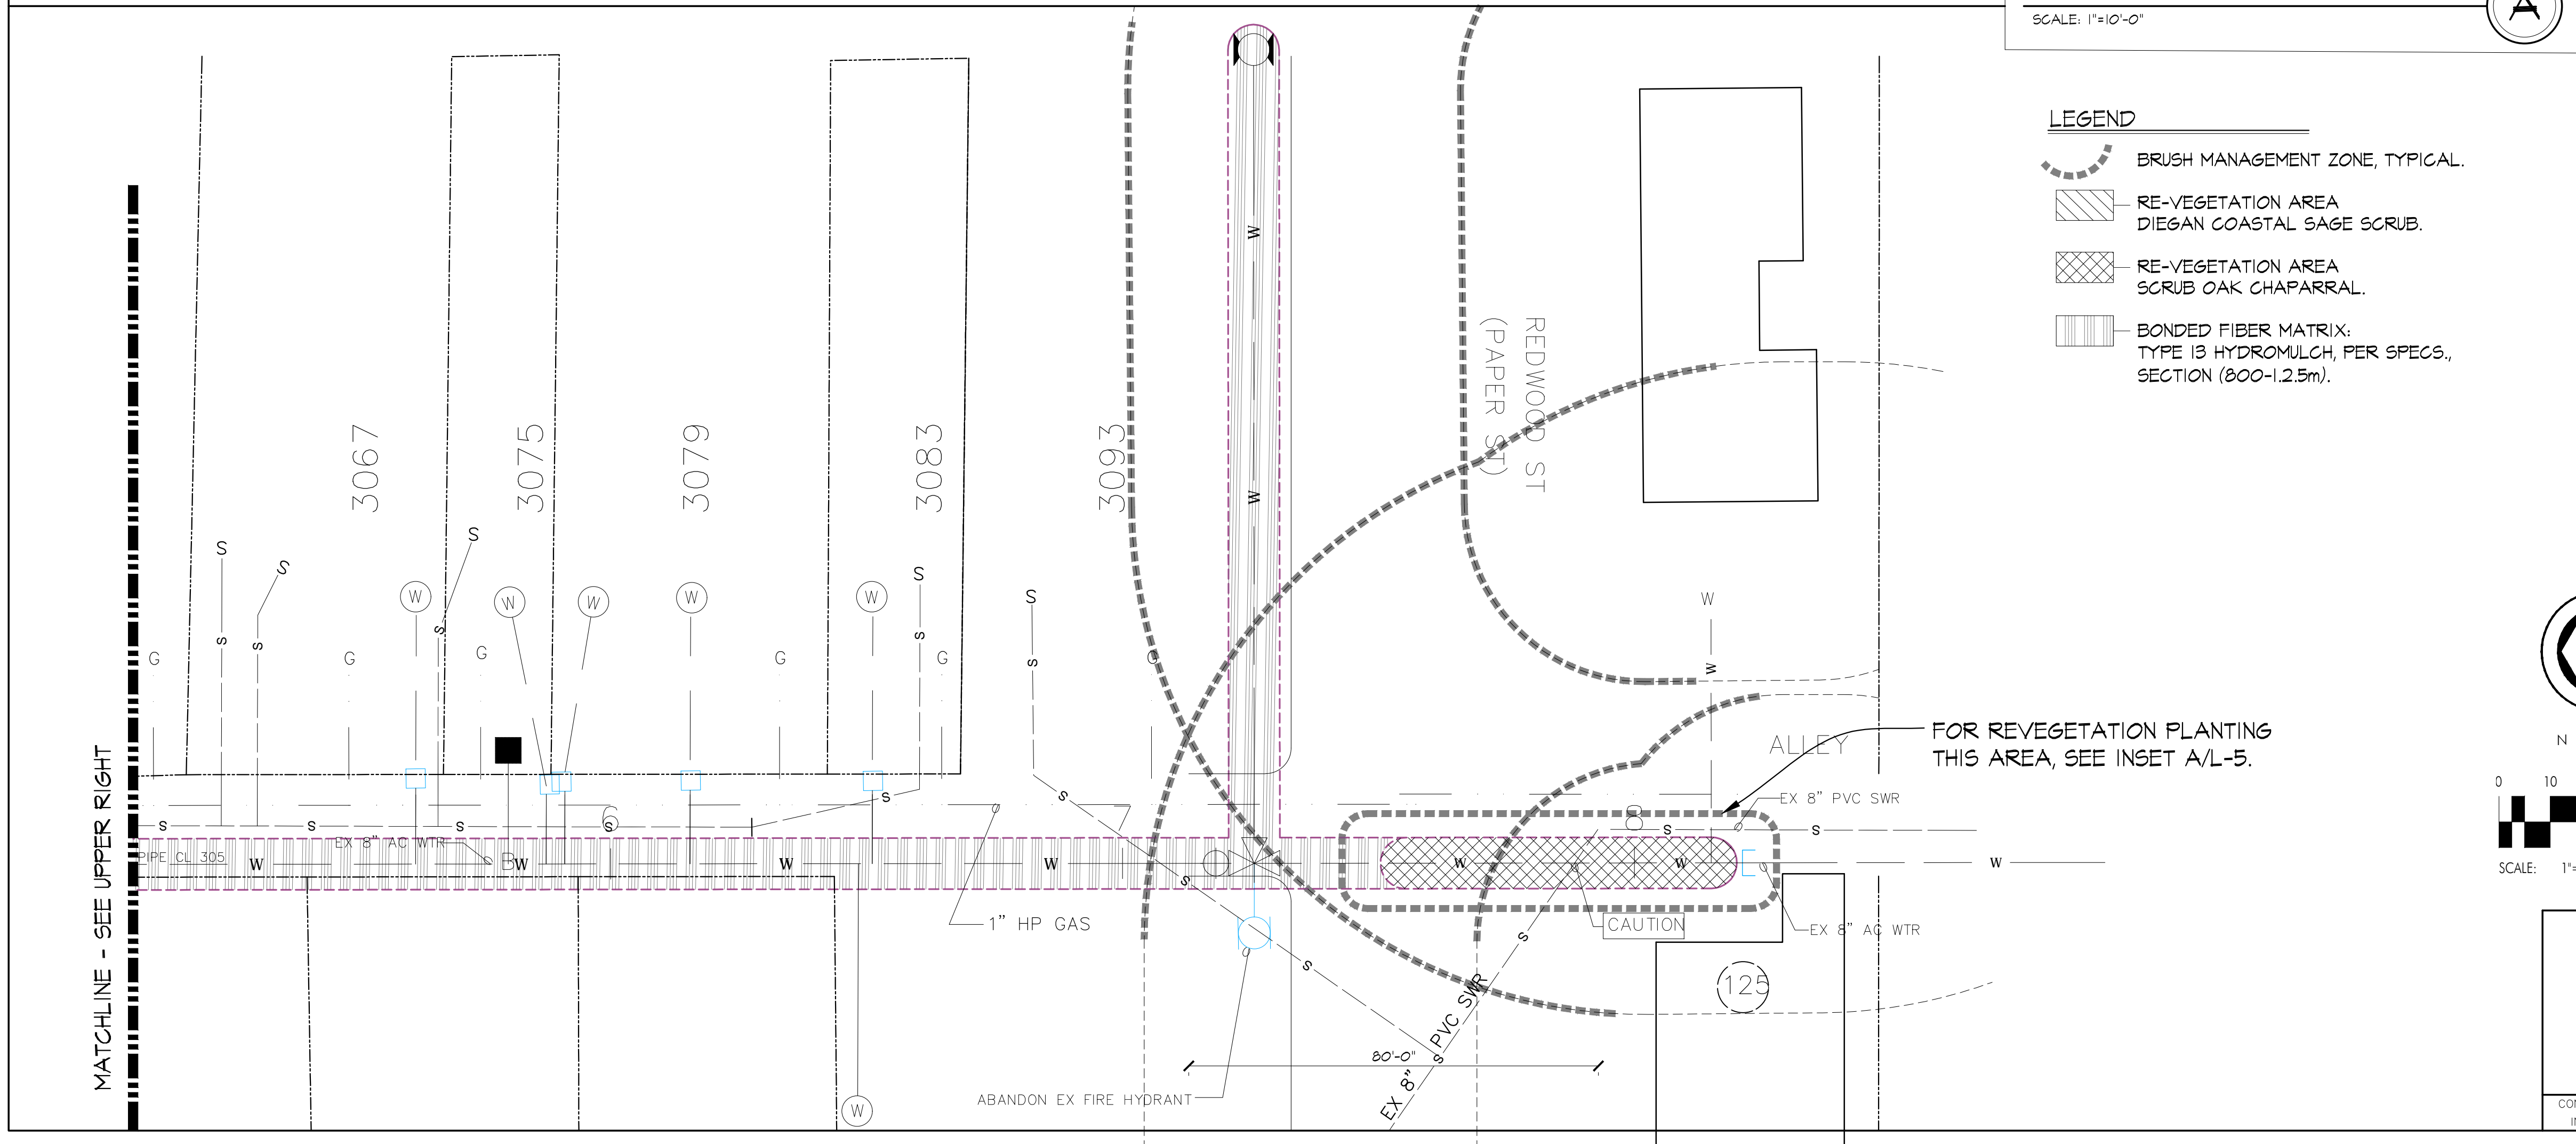 SCALE: 1"=10'-0"
A
LEGEND
BRUSH MANAGEMENT ZONE, TYPICAL.
RE-VEGETATION AREA
DIEGAN COASTAL SAGE SCRUB.
RE-VEGETATION AREA
SCRUB OAK CHAPARRAL.
BONDED FIBER MATRIX:
TYPE 13 HYDROMULCH, PER SPECS.,
SECTION (800-1.2.5m).
W
W
REDWOOD ST
(PAPER ST)
3067
3075
3079
3083
3093
S
S
S
S
S
W
W
W
W
W
W
S
S
S
S
S
G
G
G
G
G
G
W
MATCHLINE - SEE UPPER RIGHT
FOR REVEGETATION PLANTING
THIS AREA, SEE INSET A/L-5.
ALLEY
N
0 10
SCALE: 1"=
EX 8" PVC SWR
S
S
S
S
S
S
S
S
6
7
8
EX 8" AC WTR
PIPE CL 305
B
W
W
W
W
W
W
W
S
1" HP GAS
CAUTION
EX 8" AC WTR
S
S
125
EX 8" PVC SWR
80'-0"
S
ABANDON EX FIRE HYDRANT
W